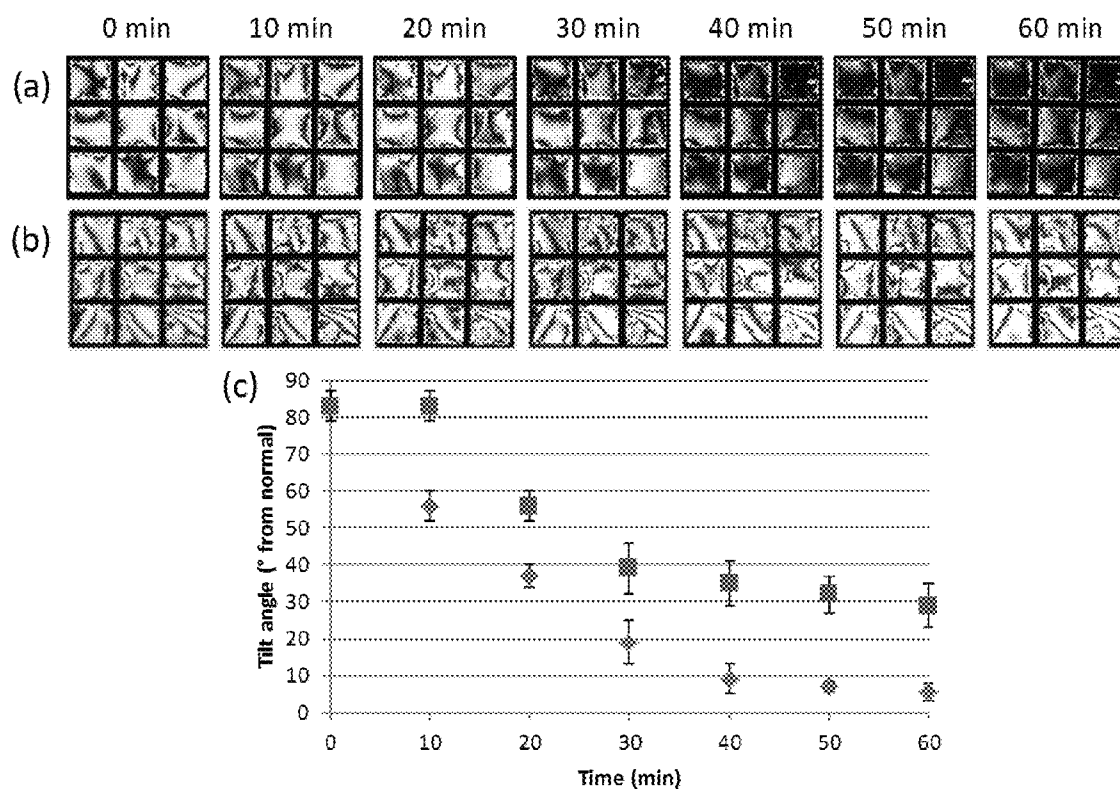 0 min 10 min 20 min 30 min 40 min 50 min 60 min
(a)
(b)
(c)
Tilt angle (° from normal)
90
80
70
60
50
40
30
20
10
0
0 10 20 30 40 50 60
Time (min)